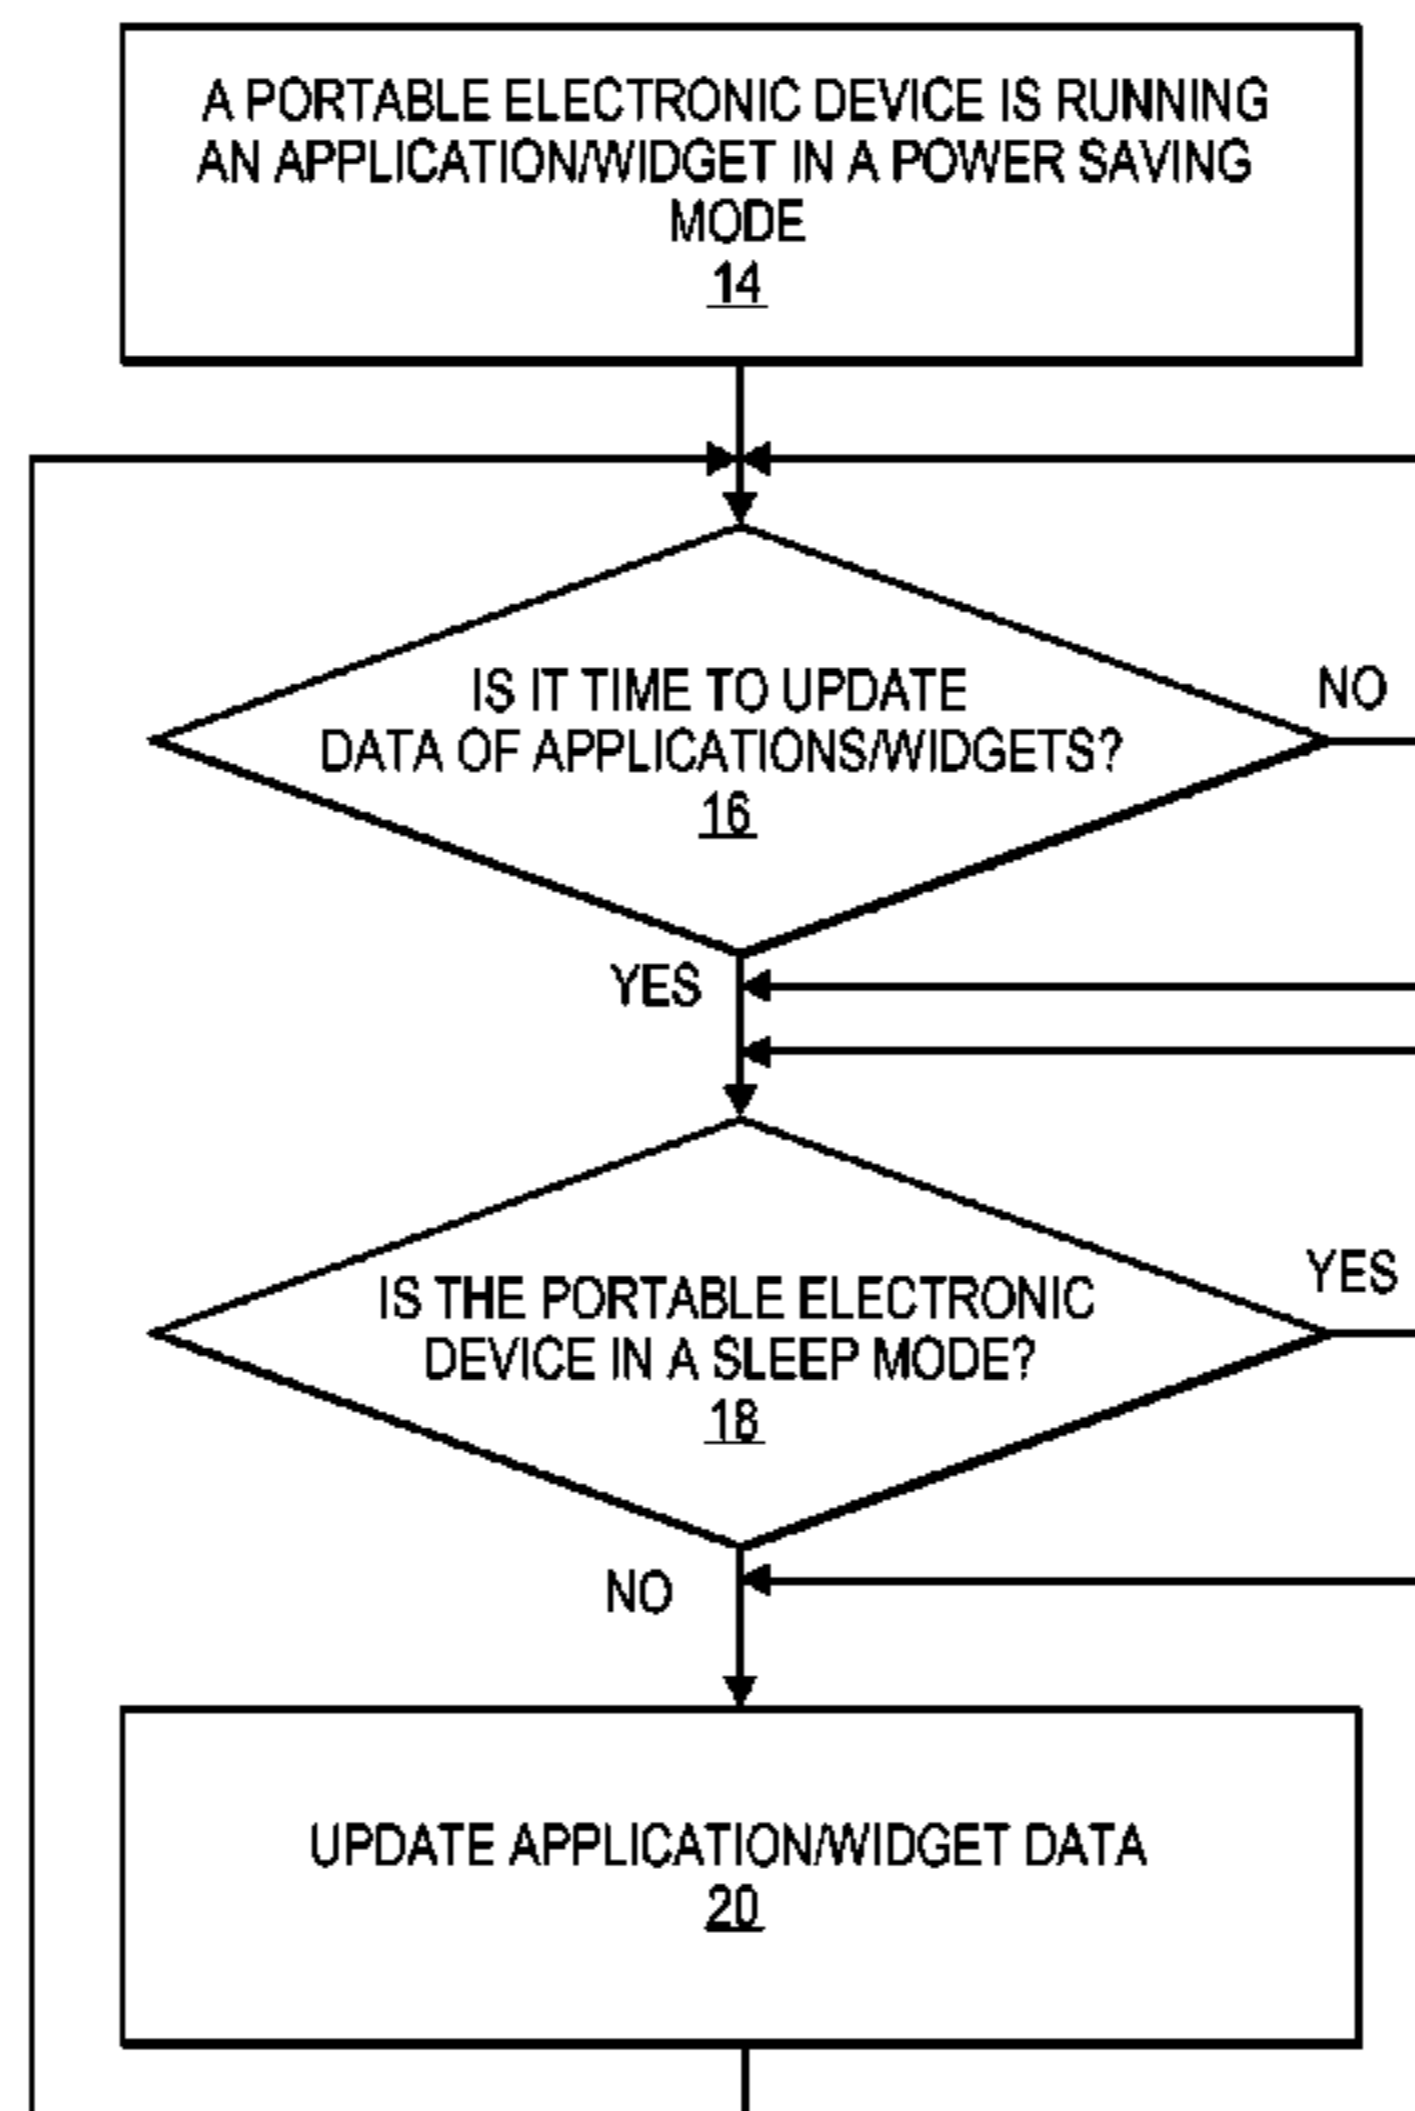 A PORTABLE ELECTRONIC DEVICE IS RUNNING
AN APPLICATION/WIDGET IN A POWER SAVING
MODE
14
IS IT TIME TO UPDATE
DATA OF APPLICATIONS/WIDGETS?
16
NO
YES
IS THE PORTABLE ELECTRONIC
DEVICE IN A SLEEP MODE?
18
YES
NO
UPDATE APPLICATION/WIDGET DATA
20